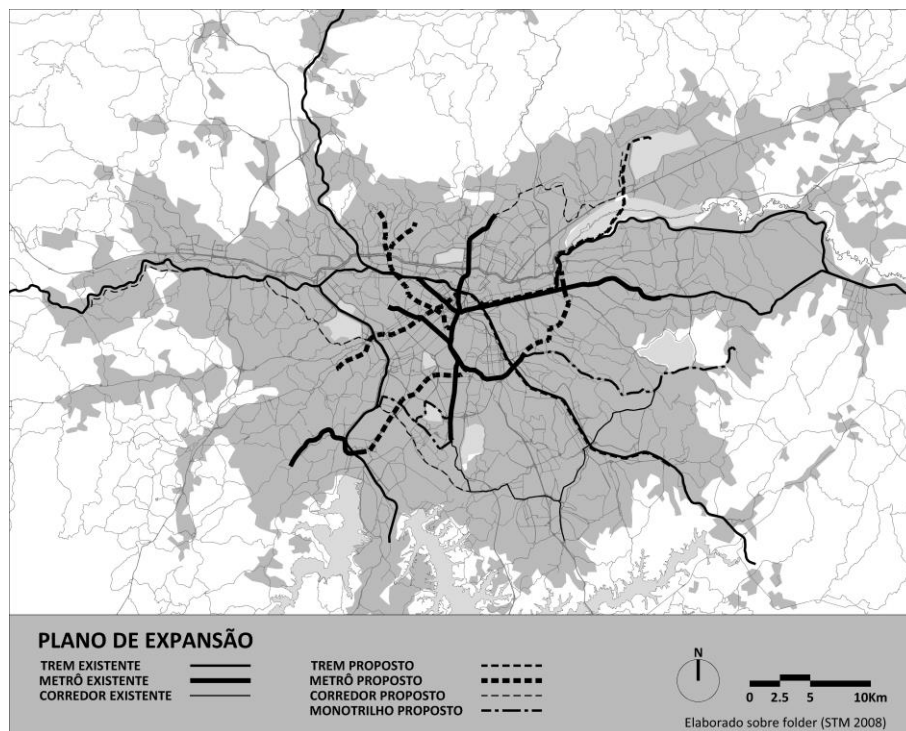 PLANO DE EXPANSÃO
TREM EXISTENTE
METRÔ EXISTENTE
CORREDOR EXISTENTE
TREM PROPOSTO
METRÔ PROPOSTO
CORREDOR PROPOSTO
MONOTRILHO PROPOSTO
N
0 2.5 5 10Km
Elaborado sobre folder (STM 2008)